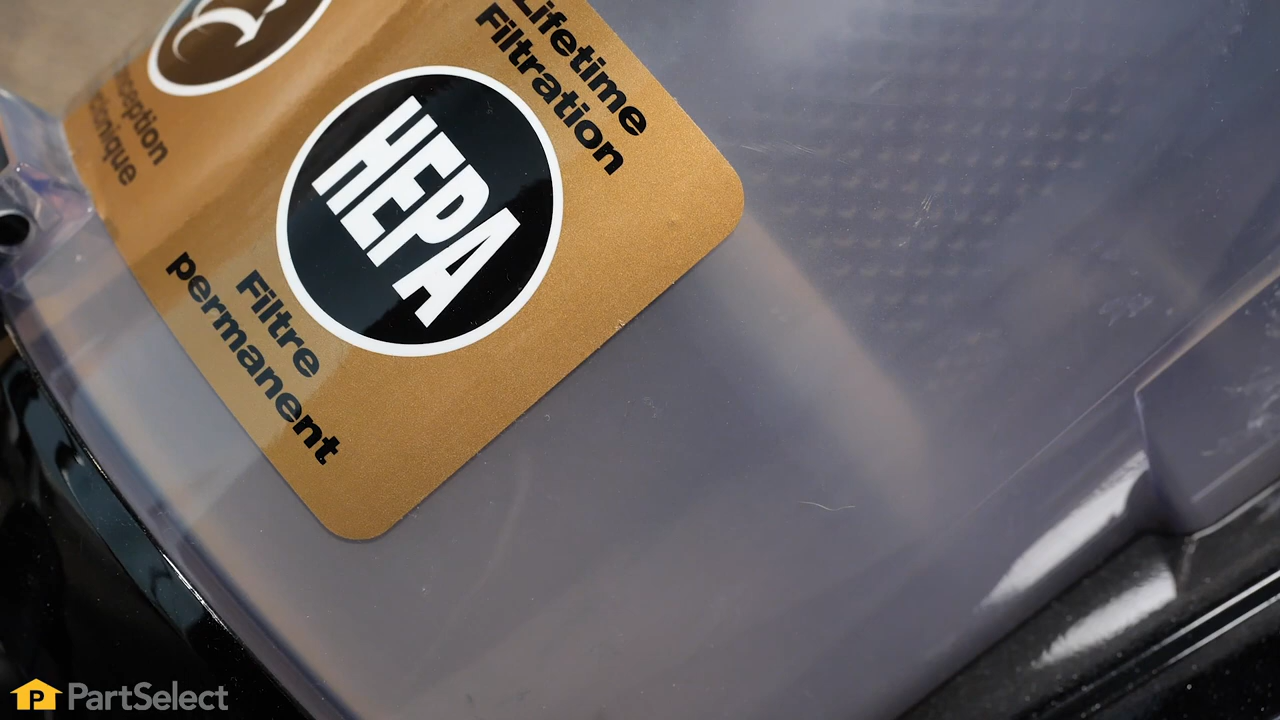 Lifetime
Filtration
HEPA
Filtre
permanent
PartSelect